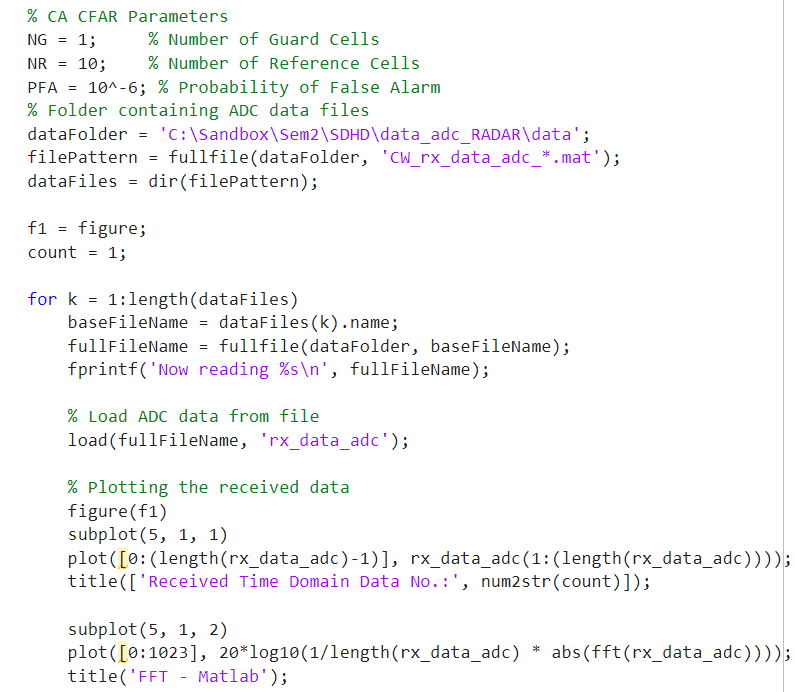 % CA CFAR Parameters
NG = 1;     % Number of Guard Cells
NR = 10;    % Number of Reference Cells
PFA = 10^-6; % Probability of False Alarm
% Folder containing ADC data files
dataFolder = 'C:\Sandbox\Sem2\SDHD\data_adc_RADAR\data';
filePattern = fullfile(dataFolder, 'CW_rx_data_adc_*.mat');
dataFiles = dir(filePattern);

f1 = figure;
count = 1;

for k = 1:length(dataFiles)
    baseFileName = dataFiles(k).name;
    fullFileName = fullfile(dataFolder, baseFileName);
    fprintf('Now reading %s\n', fullFileName);

    % Load ADC data from file
    load(fullFileName, 'rx_data_adc');

    % Plotting the received data
    figure(f1)
    subplot(5, 1, 1)
    plot([0:(length(rx_data_adc)-1)], rx_data_adc(1:(length(rx_data_adc))));
    title(['Received Time Domain Data No.:', num2str(count)]);

    subplot(5, 1, 2)
    plot([0:1023], 20*log10(1/length(rx_data_adc) * abs(fft(rx_data_adc))));
    title('FFT - Matlab');